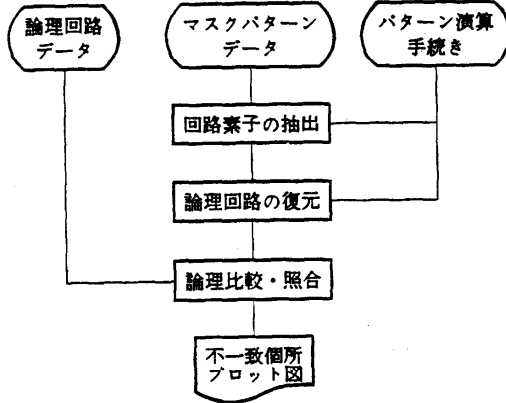 論理回路
データ
マスクパターン
データ
パターン演算
手続き
回路素子の抽出
論理回路の復元
論理比較・照合
不一致個所
プロット図